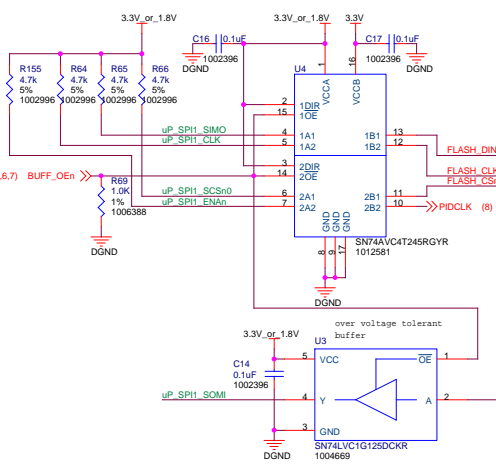 3.3V_or_1.8V
3.3V_or_1.8V
3.3V
C16
0.1uF
1002396
DGND
C17
0.1uF
1002396
DGND
R155
4.7k
5%
1002996
R64
4.7k
5%
1002996
R65
4.7k
5%
1002996
R66
4.7k
5%
1002996
U4
1
VCCA
16
VCCB
2
1DIR
15
1OE
uP_SPI1_SIMO
4
1A1
1B1
13
FLASH_DIN
uP_SPI1_CLK
5
1A2
1B2
12
FLASH_CLK
3
2DIR
,6,7)
BUFF_OEn
14
2OE
FLASH_CSn
R69
1.0K
1%
1006388
DGND
uP_SPI1_SCSn0
6
2A1
2B1
11
uP_SPI1_ENAn
7
2A2
2B2
10
PIDCLK
(8)
GND
GND
GND
8
9
17
SN74AVC4T245RGYR
1012581
DGND
3.3V_or_1.8V
over voltage tolerant
buffer
U3
C14
0.1uF
1002396
5
VCC
OE
1
uP_SPI1_SOMI
4
Y
A
2
3
GND
DGND
SN74LVC1G125DCKR
1004669